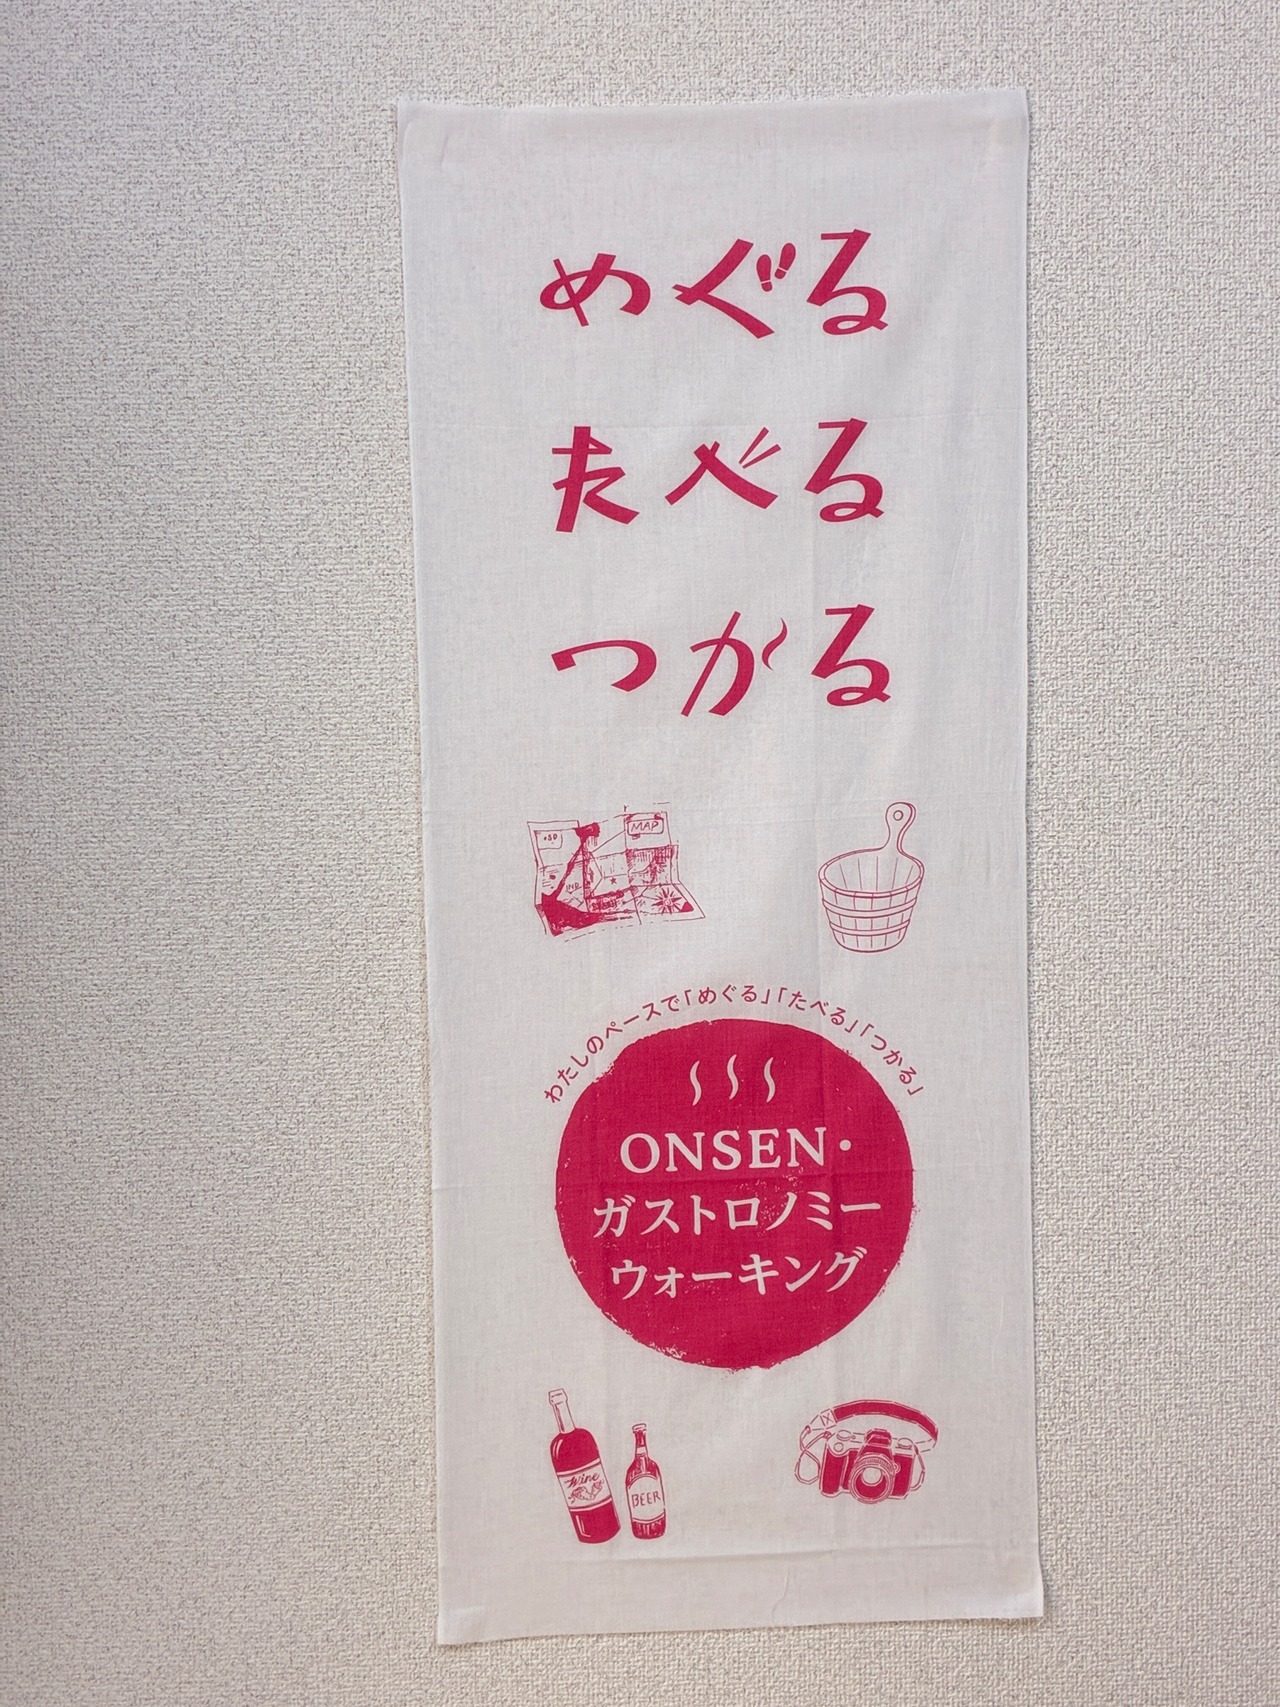 めぐる
たべる
つかる
MAP
わたしのペースで「めぐる」「たべる」「つかる」
ONSEN・
ガストロノミー
ウォーキング
Wine
BEER